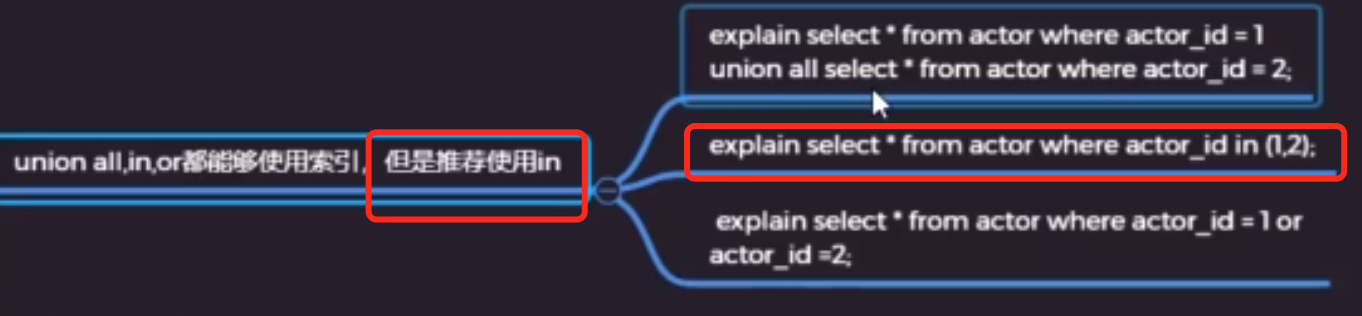 union all,in,or都能够使用索引, 但是推荐使用in
explain select * from actor where actor_id = 1
union all select * from actor where actor_id = 2;
explain select * from actor where actor_id in (1,2);
explain select * from actor where actor_id = 1 or
actor_id =2;